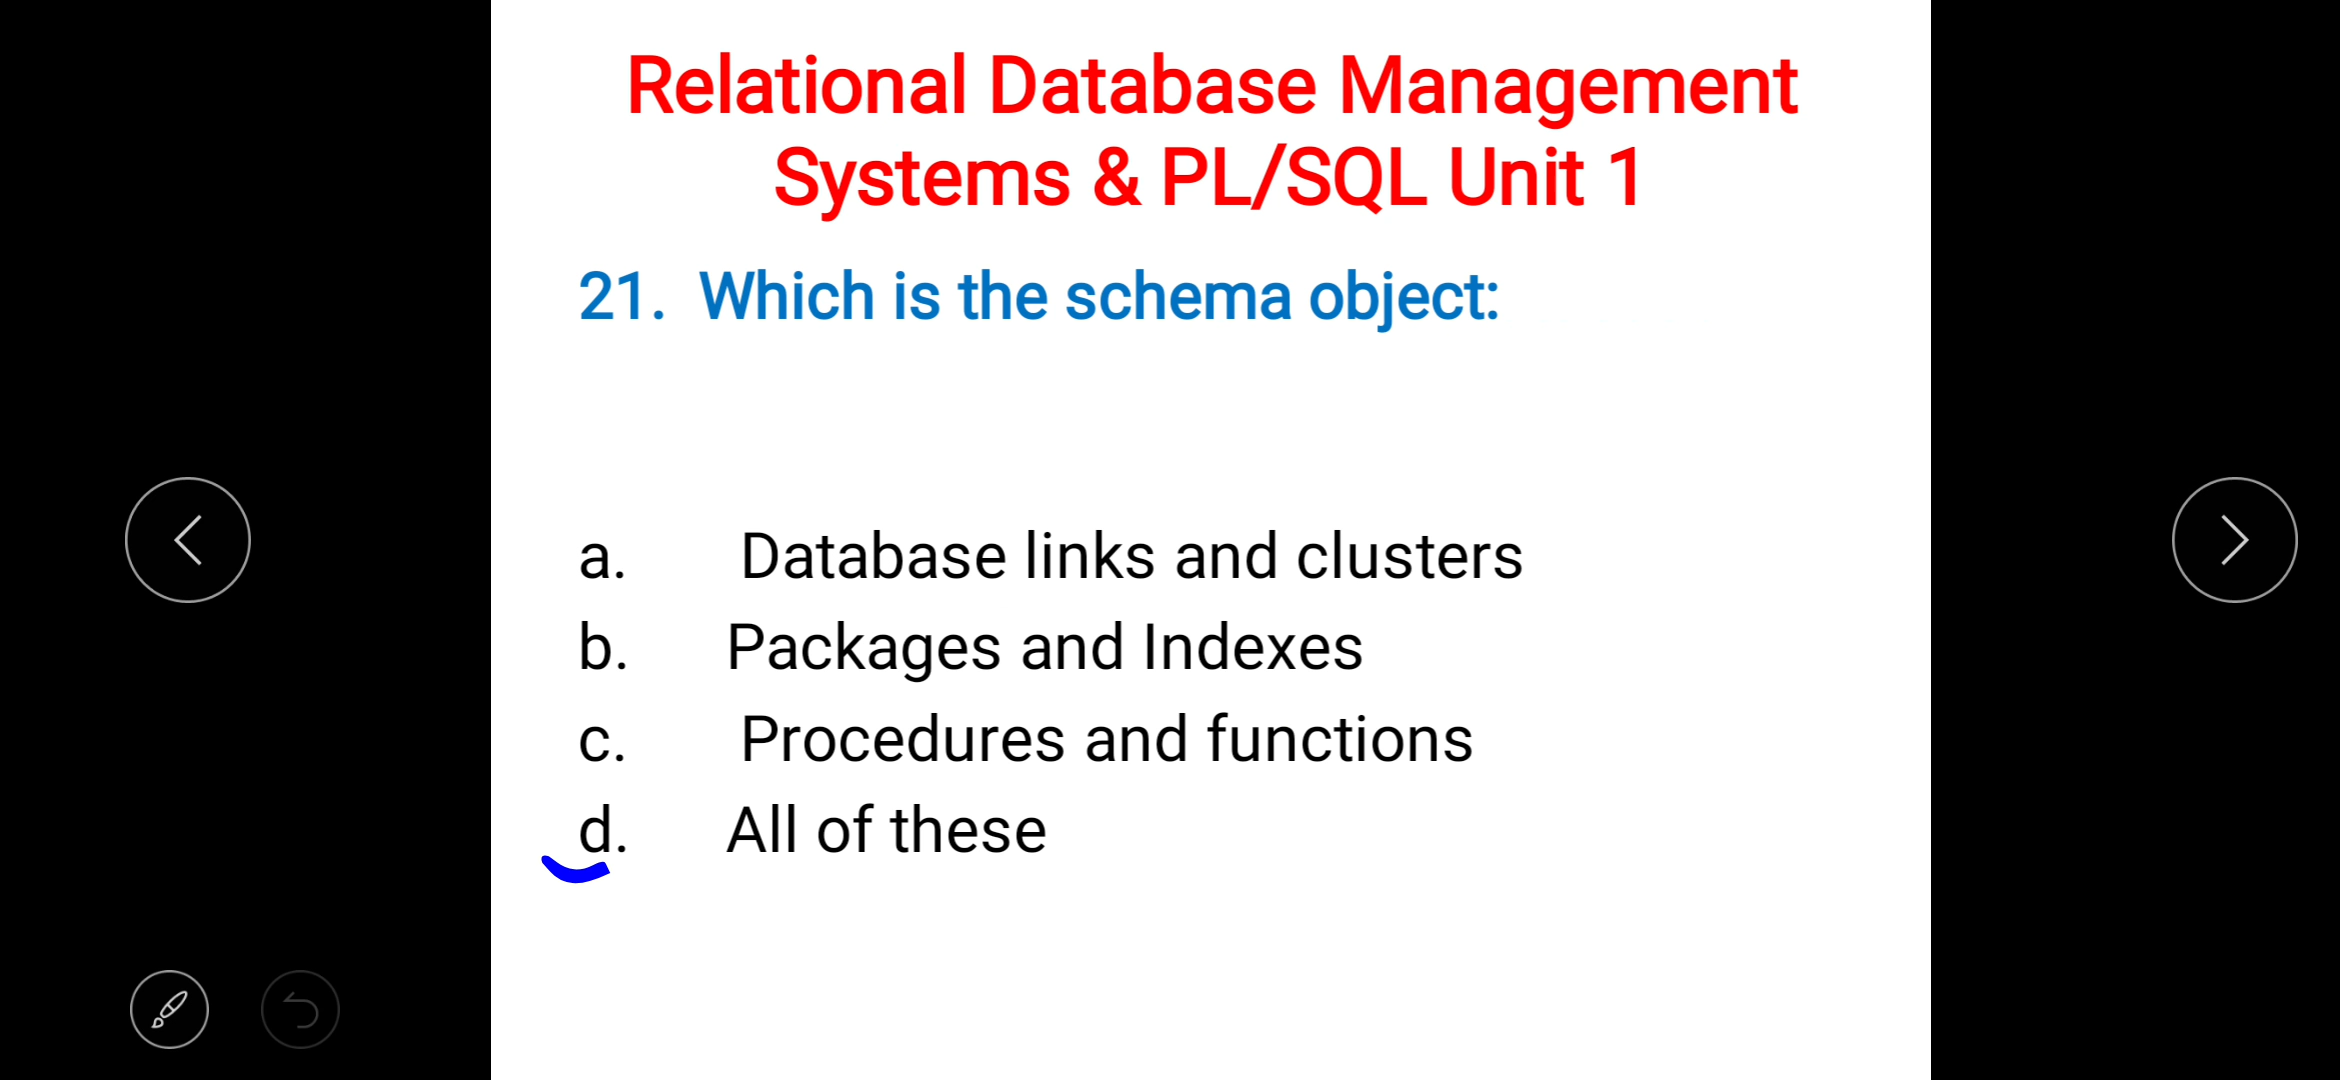 Relational Database Management
Systems & PL/SQL Unit 1
21. Which is the schema object:
a. Database links and clusters
b. Packages and Indexes
c. Procedures and functions
d. All of these